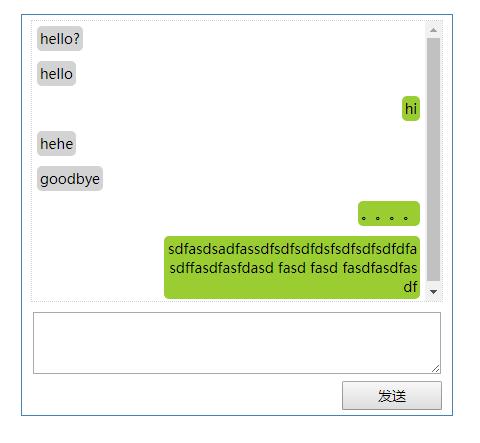 hello?
hello
hi
hehe
goodbye
。。。。
sdfasdsadfassdfsdfsdfdsfsdfsdfsdfdfa
sdffasdfasfdasd fasd fasd fasdfasdfas
df
发送